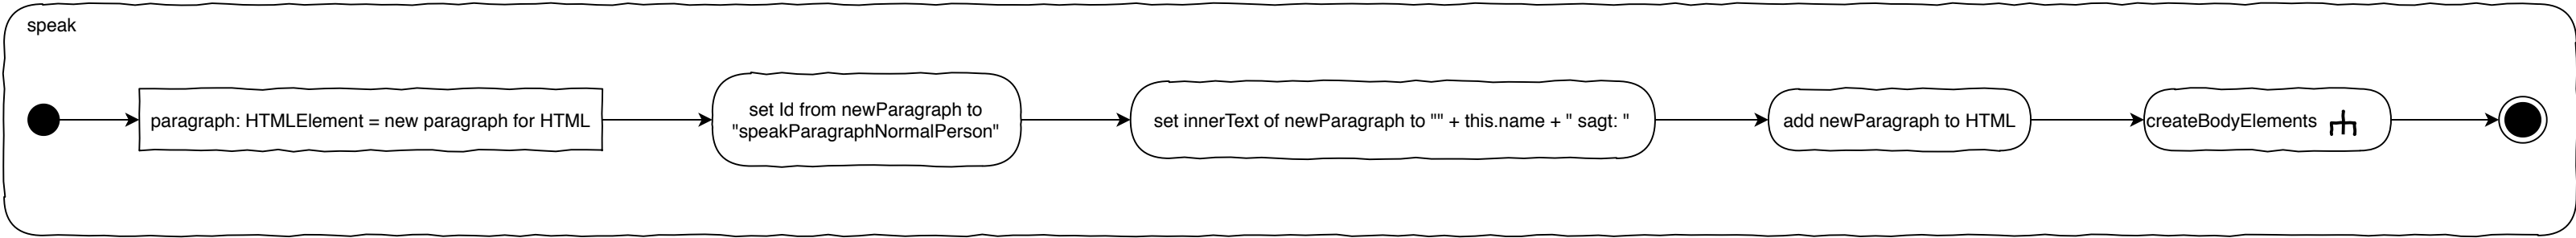 speak
paragraph: HTMLElement = new paragraph for HTML
set Id from newParagraph to
"speakParagraphNormalPerson"
set innerText of newParagraph to "" + this.name + " sagt: "
add newParagraph to HTML
createBodyElements